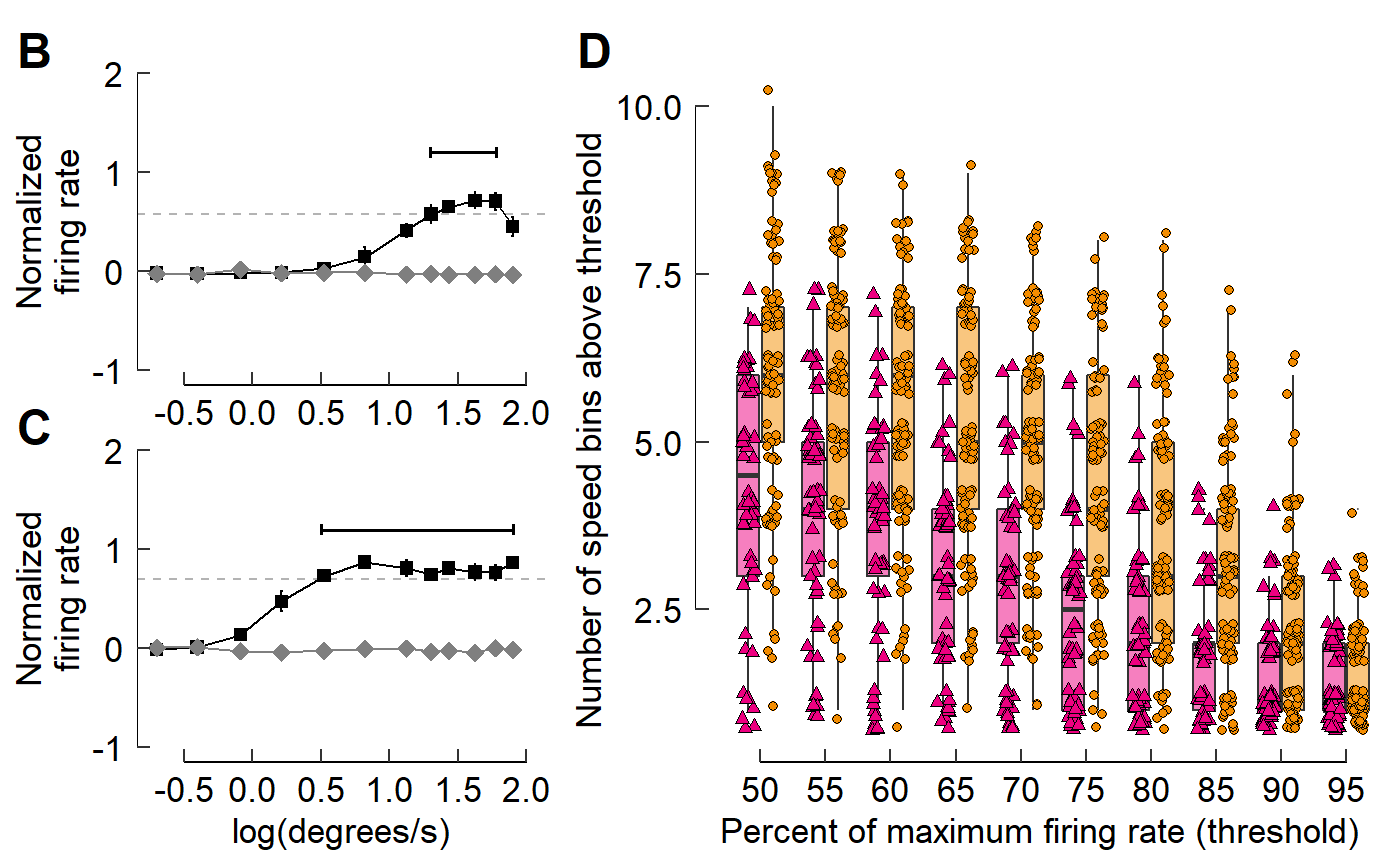 B
Normalized
firing rate
2
1
0
-1
-0.5 0.0 0.5 1.0 1.5 2.0
C
Normalized
firing rate
2
1
0
-1
-0.5 0.0 0.5 1.0 1.5 2.0
log(degrees/s)
D
Number of speed bins above threshold
10.0
7.5
5.0
2.5
50 55 60 65 70 75 80 85 90 95
Percent of maximum firing rate (threshold)